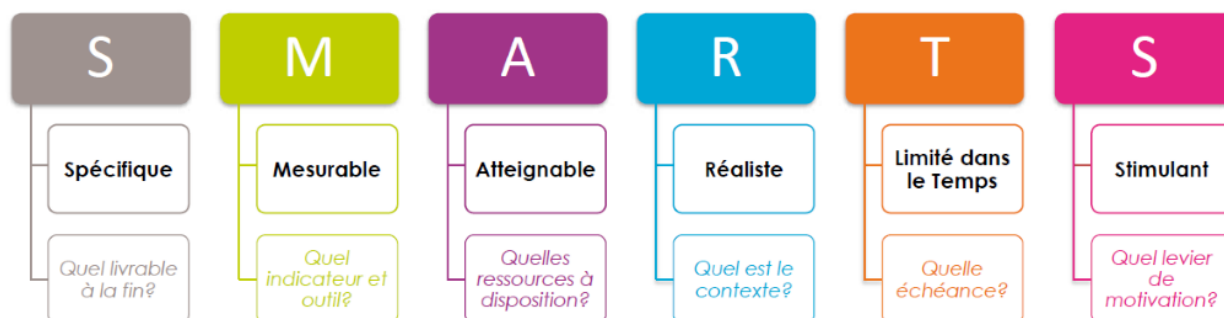 S
Spécifique
Quel livrable
à la fin?
M
Mesurable
Quel
indicateur et
outil?
A
Atteignable
Quelles
ressources à
disposition?
R
Réaliste
Quel est le
contexte?
T
Limité dans
le Temps
Quelle
échéance?
S
Stimulant
Quel levier
de
motivation?